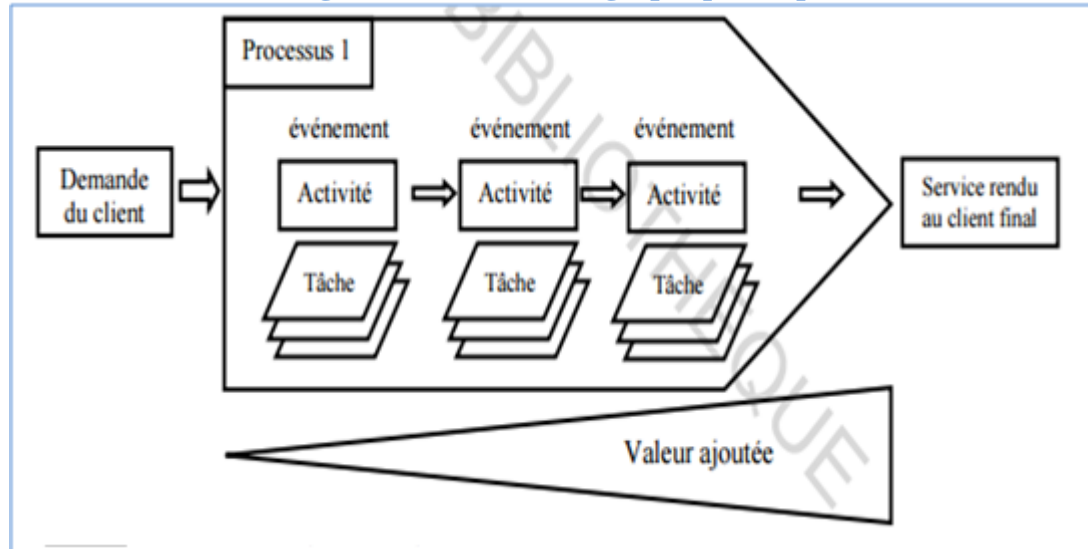 Processus 1
événement
événement
événement
Demande
du client
Activité
Activité
Activité
Service rendu
au client final
Tâche
Tâche
Tâche
Valeur ajoutée
BIBLIOTHEQUE